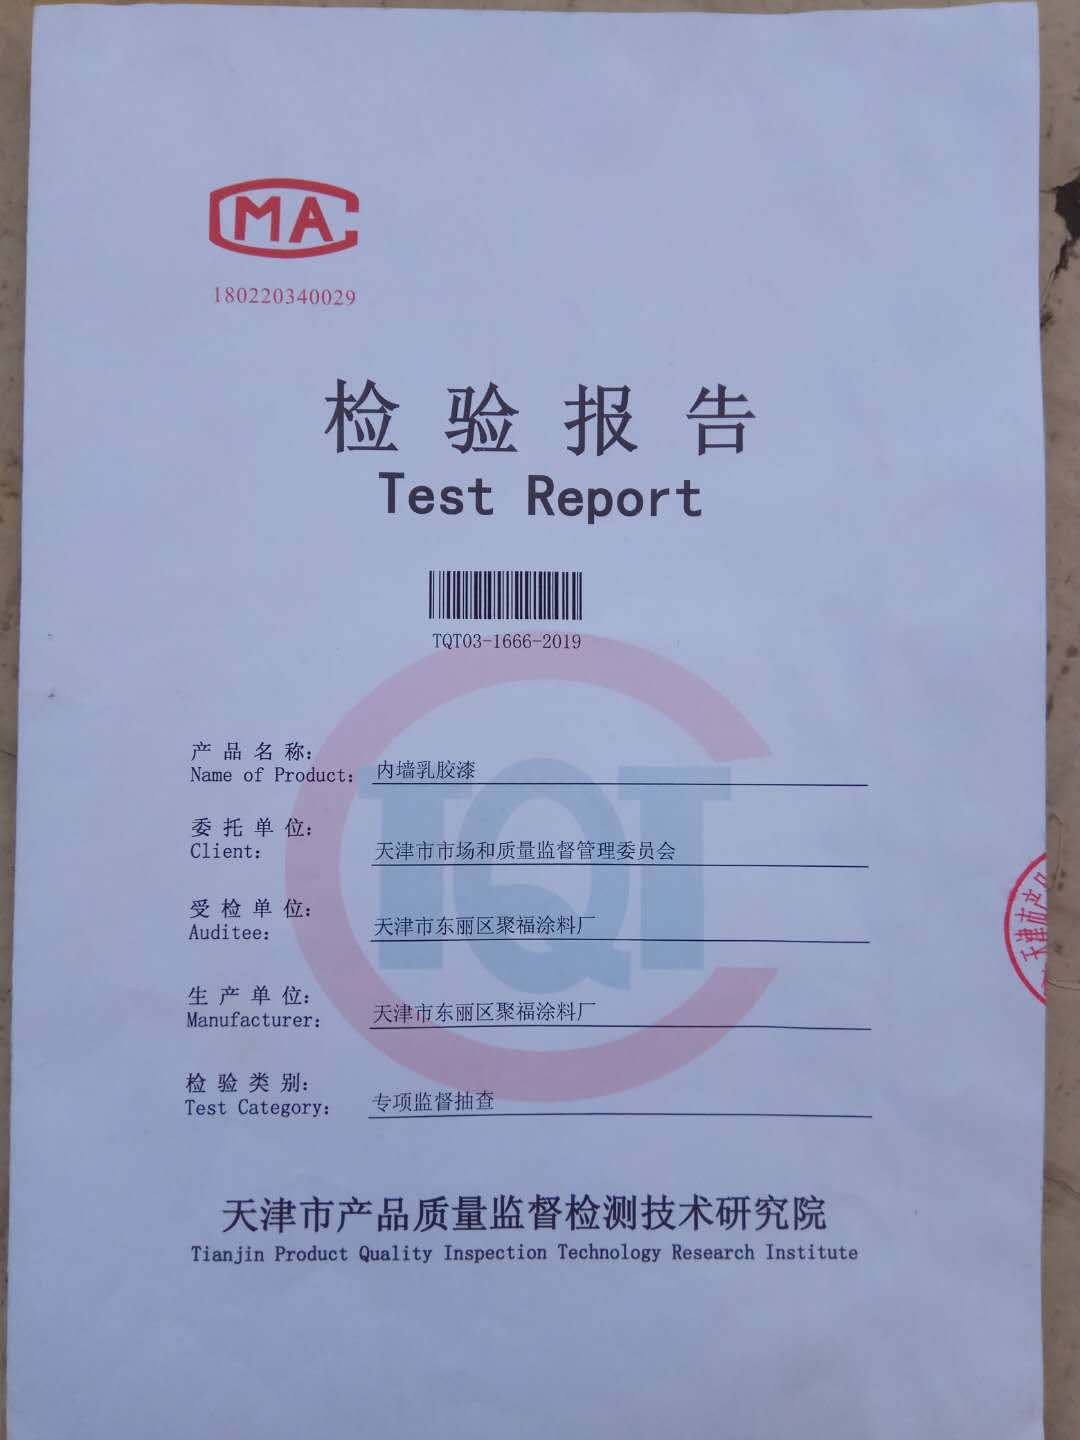 CMA
180220340029
检验报告
Test Report
TQT03-1666-2019
产品名称:
Name of Product: 内墙乳胶漆
委托单位:
Client: 天津市市场和质量监督管理委员会
受检单位:
Auditee: 天津市东丽区聚福涂料厂
生产单位:
Manufacturer: 天津市东丽区聚福涂料厂
检验类别:
Test Category: 专项监督抽查
TQT
天津市产品质量监督检测技术研究院
Tianjin Product Quality Inspection Technology Research Institute
天津市产